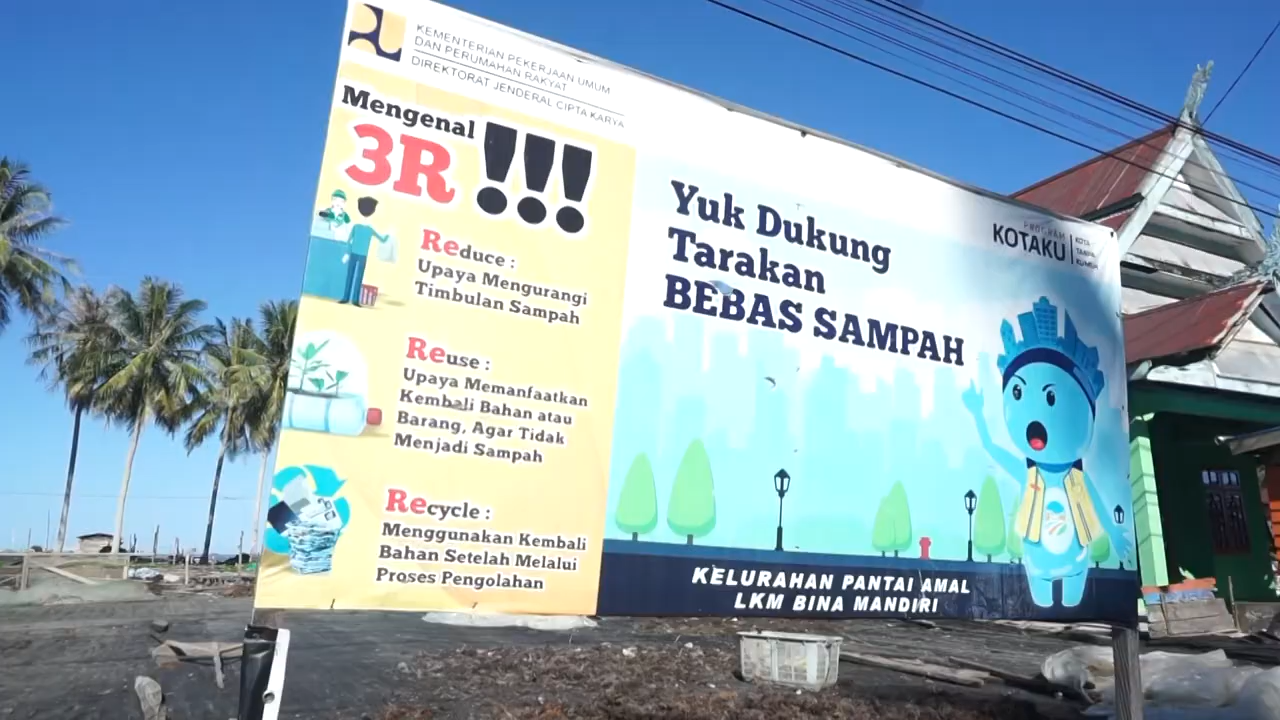 KEMENTERIAN PEKERJAAN UMUM
DAN PERUMAHAN RAKYAT
DIREKTORAT JENDERAL CIPTA KARYA
Mengenal
3R !!!
Reduce :
Upaya Mengurangi
Timbulan Sampah
Reuse :
Upaya Memanfaatkan
Kembali Bahan atau
Barang, Agar Tidak
Menjadi Sampah
Recycle :
Menggunakan Kembali
Bahan Setelah Melalui
Proses Pengolahan
Yuk Dukung
Tarakan
BEBAS SAMPAH
PROGRAM
KOTAKU
KELURAHAN PANTAI AMAL
LKM BINA MANDIRI